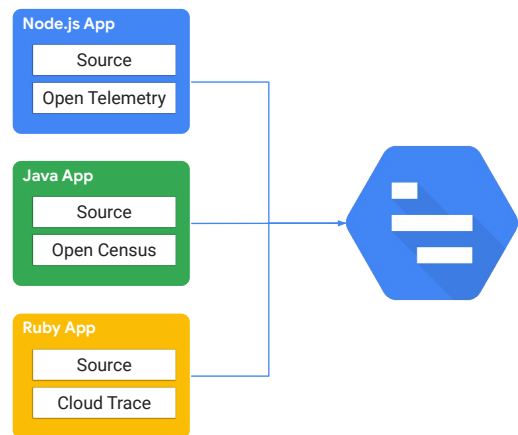 Node.js App
Source
Open Telemetry
Java App
Source
Open Census
Ruby App
Source
Cloud Trace